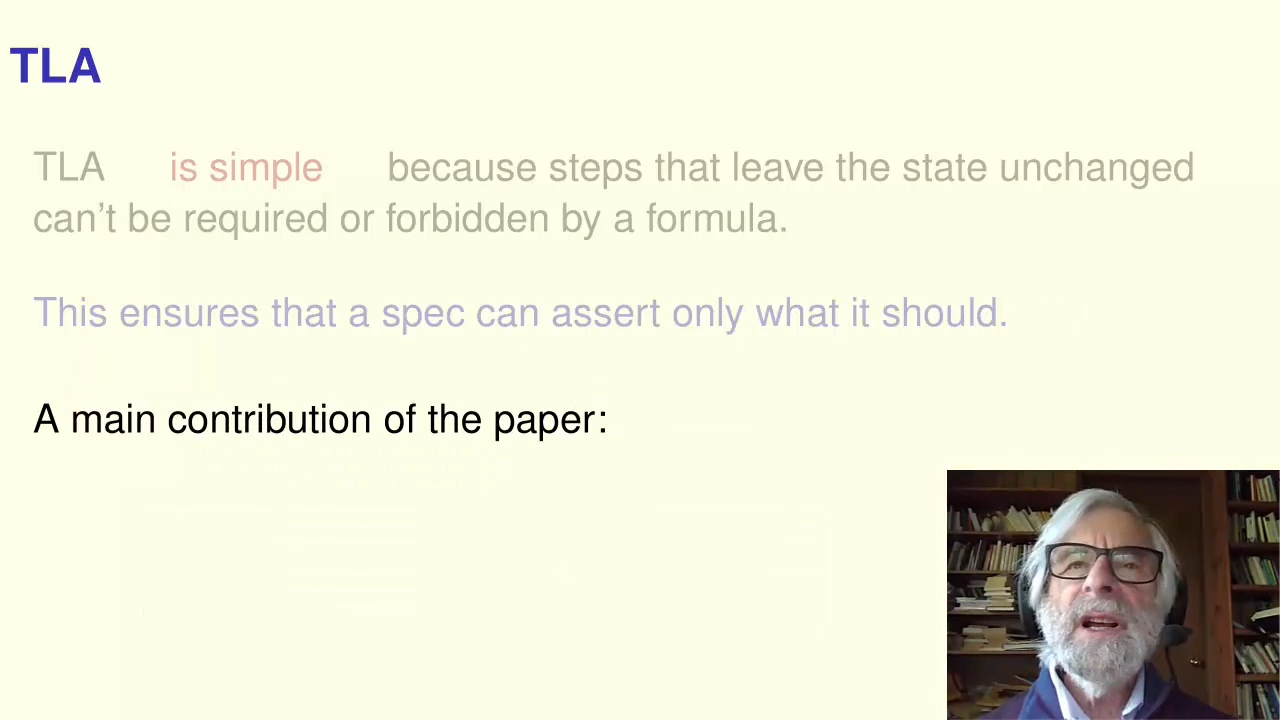 TLA
TLA is simple because steps that leave the state unchanged
can't be required or forbidden by a formula.
This ensures that a spec can assert only what it should.
A main contribution of the paper: